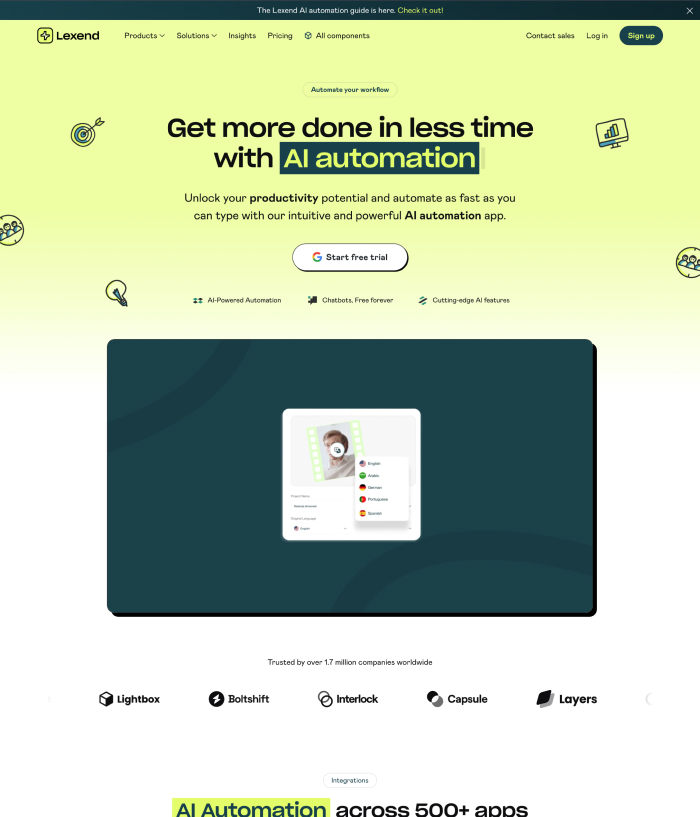 The Lexend AI automation guide is here. Check it out!
Lexend
Products
Solutions
Insights
Pricing
All components
Contact sales
Log in
Sign up
Automate your workflow
Get more done in less time
with AI automation
Unlock your productivity potential and automate as fast as you
can type with our intuitive and powerful AI automation app.
Start free trial
AI-Powered Automation
Chatbots, Free forever
Cutting-edge AI features
English
Arabic
German
Portuguese
Spanish
Project Name
English
Trusted by over 1.7 million companies worldwide
Lightbox
Boltshift
Interlock
Capsule
Layers
Integrations
AI Automation across 500+ apps